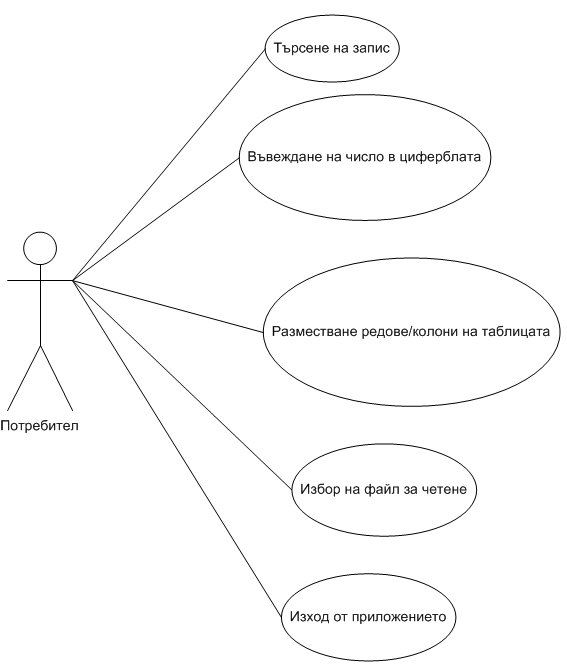 Търсене на запис
Въвеждане на число в циферблата
Разместване редове/колони на таблицата
Потребител
Избор на файл за четене
Изход от приложението